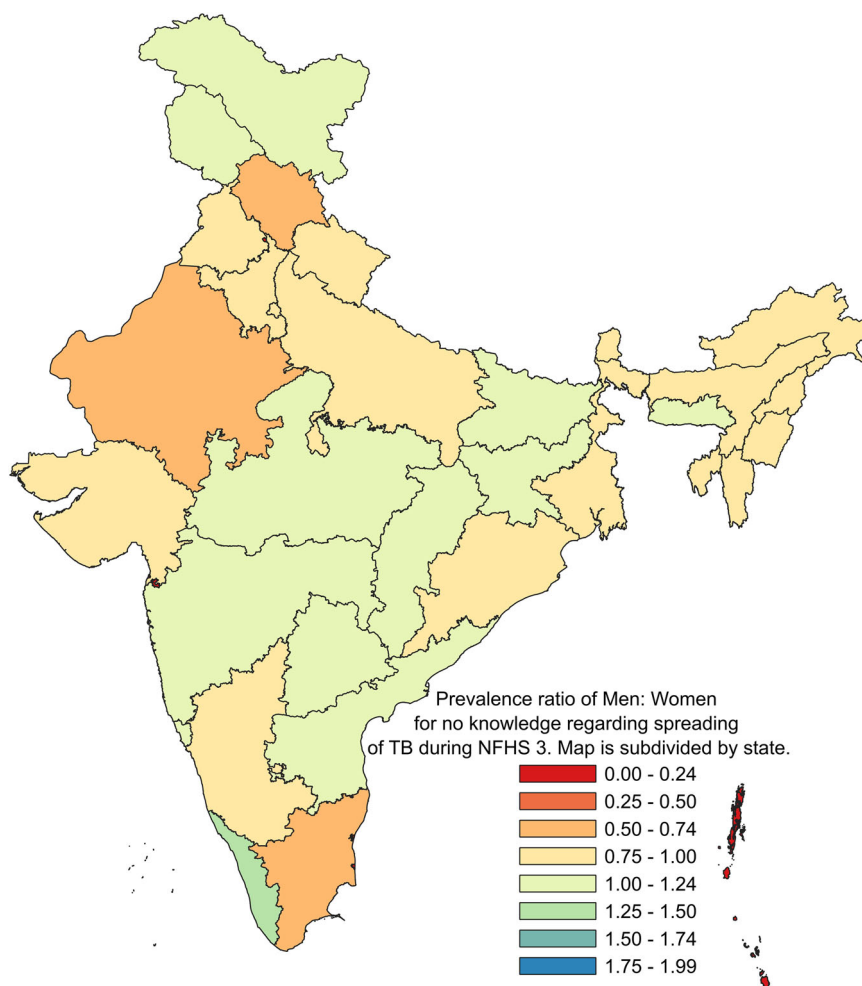 Prevalence ratio of Men: Women
for no knowledge regarding spreading
of TB during NFHS 3. Map is subdivided by state.
0.00 - 0.24
0.25 - 0.50
0.50 - 0.74
0.75 - 1.00
1.00 - 1.24
1.25 - 1.50
1.50 - 1.74
1.75 - 1.99